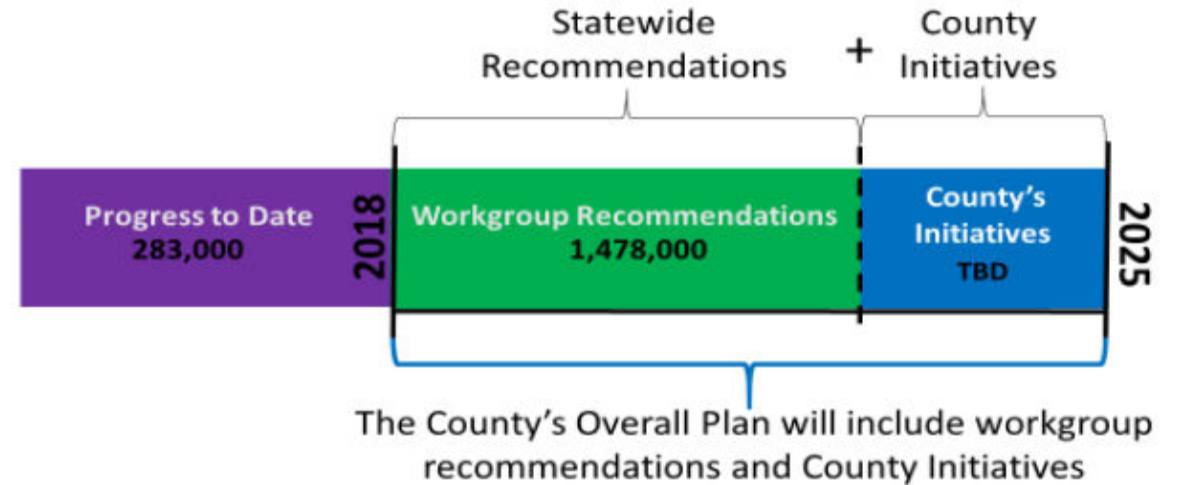 Statewide
Recommendations
+
County
Initiatives
Progress to Date
283,000
2018
Workgroup Recommendations
1,478,000
County's
Initiatives
TBD
2025
The County's Overall Plan will include workgroup
recommendations and County Initiatives